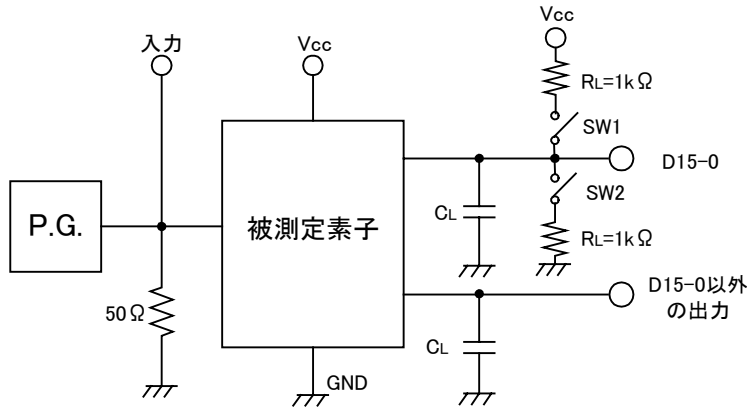 入力
Vcc
Vcc
RL=1kΩ
SW1
D15-0
SW2
CL
RL=1kΩ
P.G.
被測定素子
50Ω
D15-0以外
の出力
CL
GND